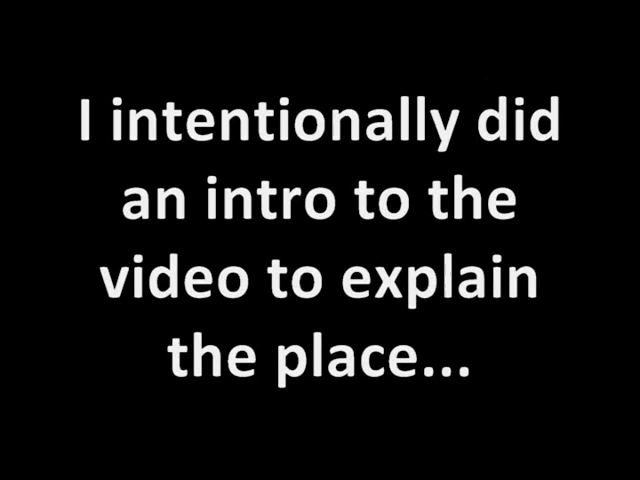 I intentionally did
an intro to the
video to explain
the place...